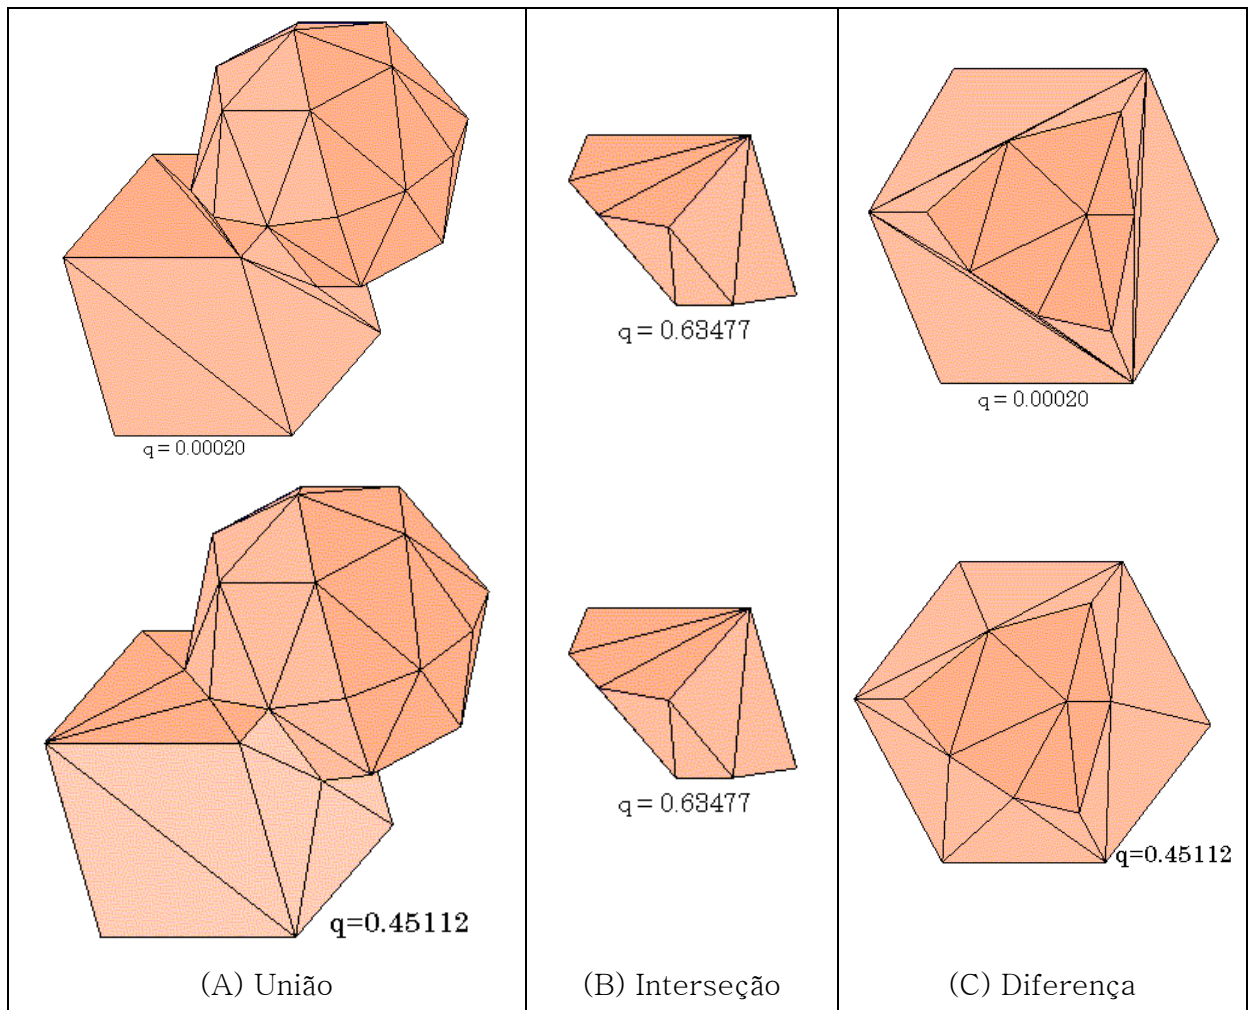 q = 0.00020
q = 0.63477
q = 0.00020
q=0.45112
q = 0.63477
q=0.45112
(A) União
(B) Interseção
(C) Diferença